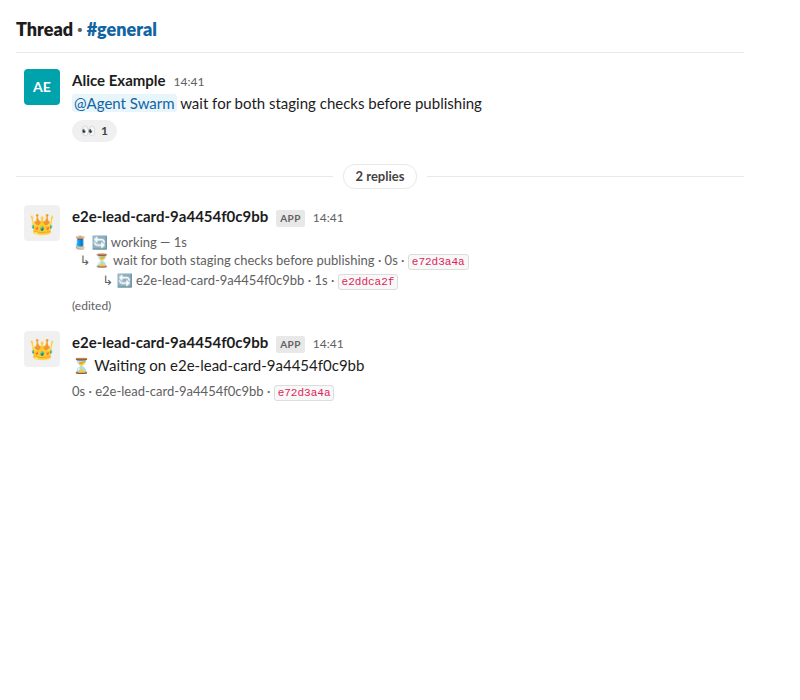 Thread • #general
AE
Alice Example 14:41
@Agent Swarm wait for both staging checks before publishing
👀 1
2 replies
e2e-lead-card-9a4454f0c9bb APP 14:41
🧵 🔄 working — 1s
↳ ⏳ wait for both staging checks before publishing · 0s · e72d3a4a
↳ 🔄 e2e-lead-card-9a4454f0c9bb · 1s · e2ddca2f
(edited)
e2e-lead-card-9a4454f0c9bb APP 14:41
⏳ Waiting on e2e-lead-card-9a4454f0c9bb
0s · e2e-lead-card-9a4454f0c9bb · e72d3a4a